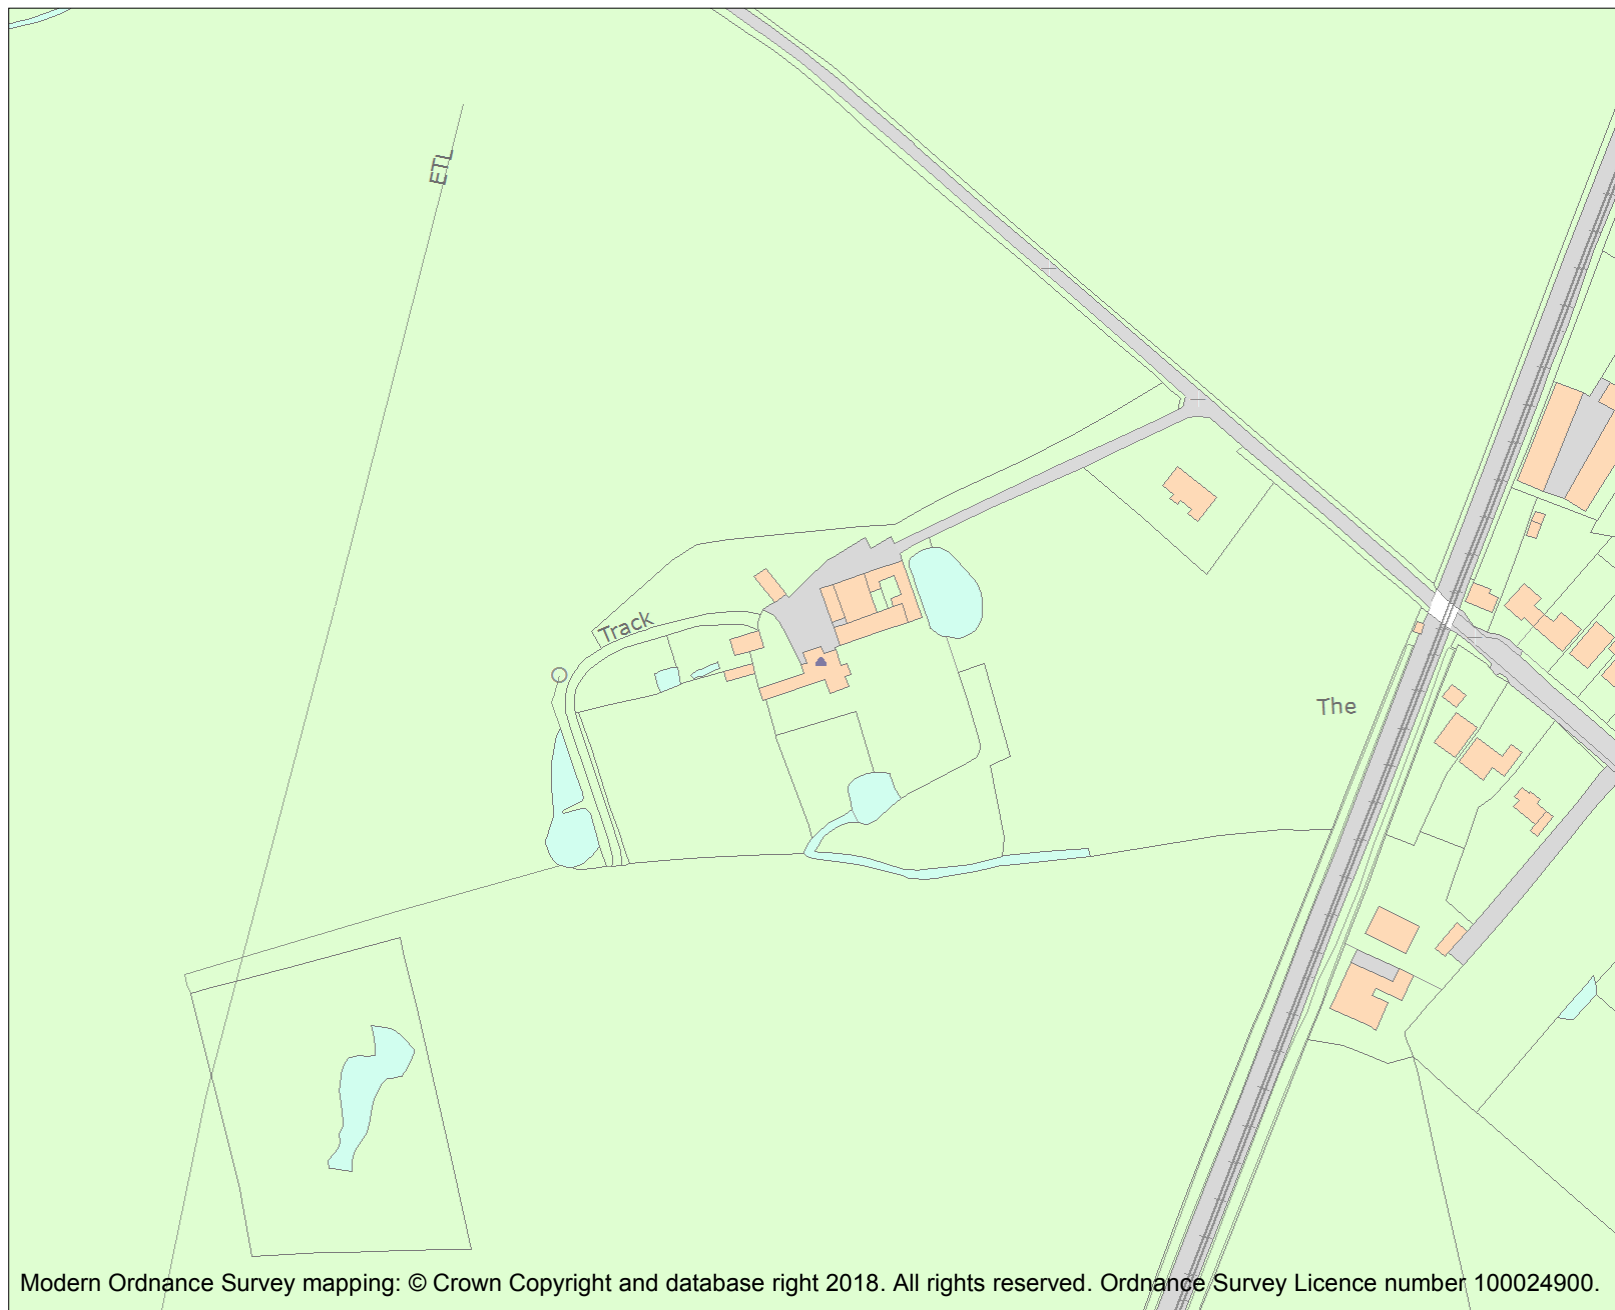 ETL
Track
The
Modern Ordnance Survey mapping: © Crown Copyright and database right 2018. All rights reserved. Ordnance Survey Licence number 100024900.